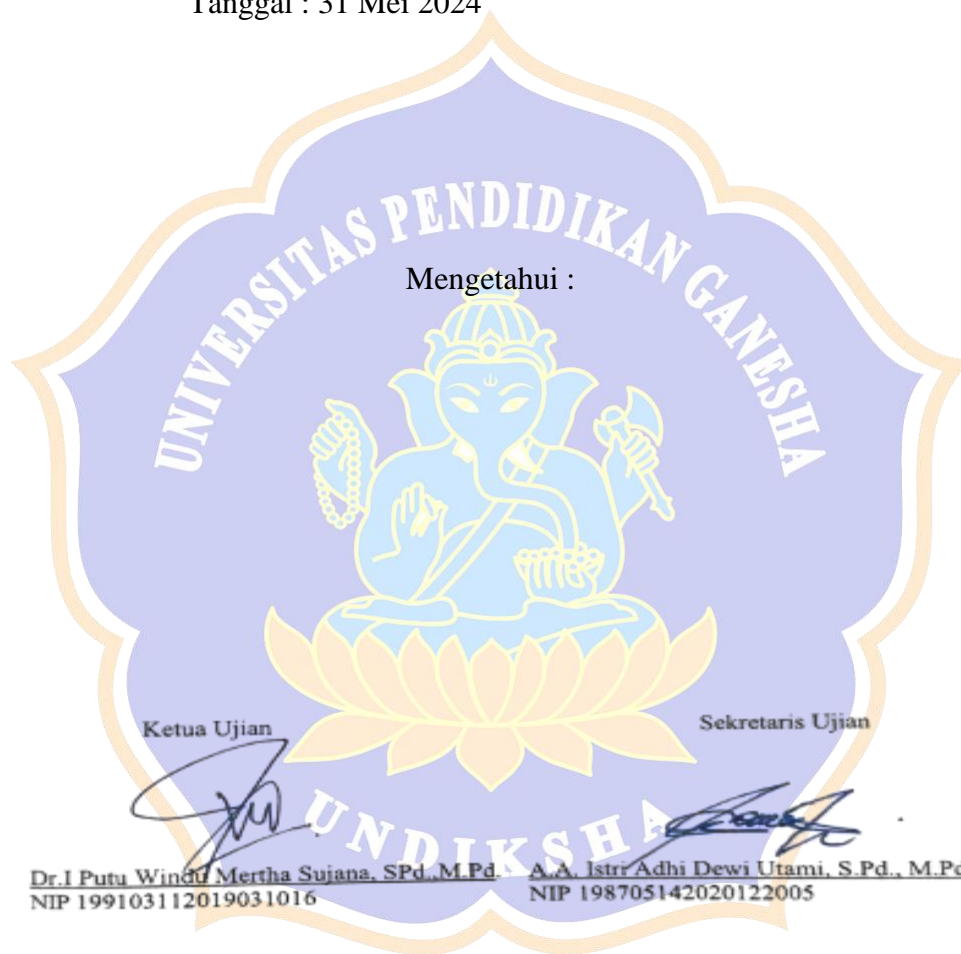 Tanggal : 31 Mei 2024
UNIVERSITAS PENDIDIKAN GANESHA
Mengetahui :
Ketua Ujian
Sekretaris Ujian
UNDIKSHA
Dr.I Putu Windu Mertha Sujana, SPd.,M.Pd.
NIP 199103112019031016
A.A. Istri Adhi Dewi Utami, S.Pd., M.Pd
NIP 198705142020122005